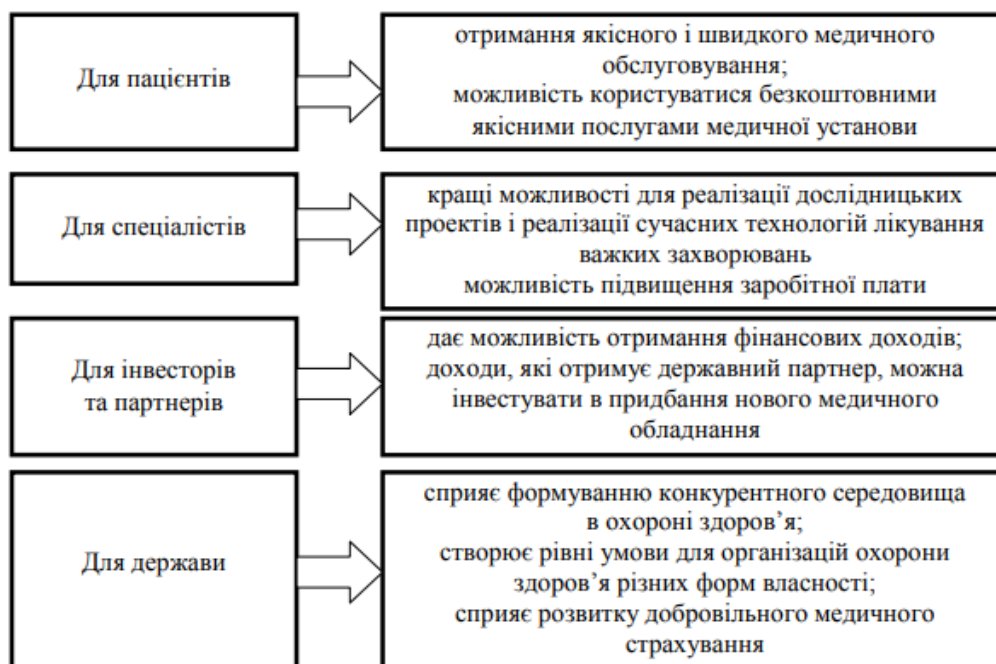 Для пацієнтів
отримання якісного і швидкого медичного
обслуговування;
можливість користуватися безкоштовними
якісними послугами медичної установи
Для спеціалістів
кращі можливості для реалізації дослідницьких
проектів і реалізації сучасних технологій лікування
важких захворювань
можливість підвищення заробітної плати
Для інвесторів
та партнерів
дає можливість отримання фінансових доходів;
доходи, які отримує державний партнер, можна
інвестувати в придбання нового медичного
обладнання
Для держави
сприяє формуванню конкурентного середовища
в охороні здоров’я;
створює рівні умови для організацій охорони
здоров’я різних форм власності;
сприяє розвитку добровільного медичного
страхування